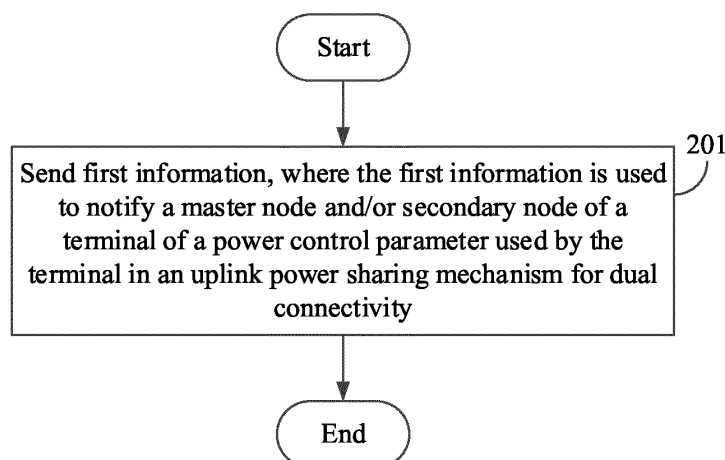 Start
201
Send first information, where the first information is used
to notify a master node and/or secondary node of a
terminal of a power control parameter used by the
terminal in an uplink power sharing mechanism for dual
connectivity
End